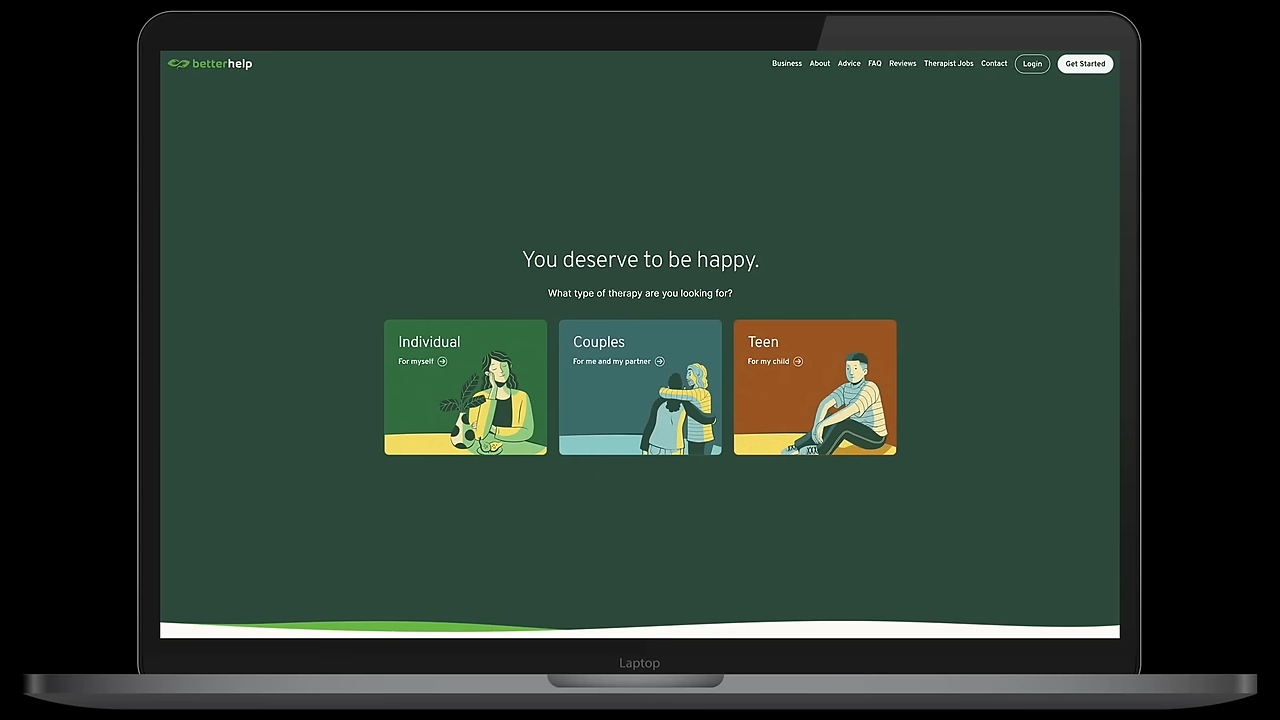 betterhelp
Business About Advice FAQ Reviews Therapist Jobs Contact Login Get Started
You deserve to be happy.
What type of therapy are you looking for?
Individual
For myself
Couples
For me and my partner
Teen
For my child
Laptop